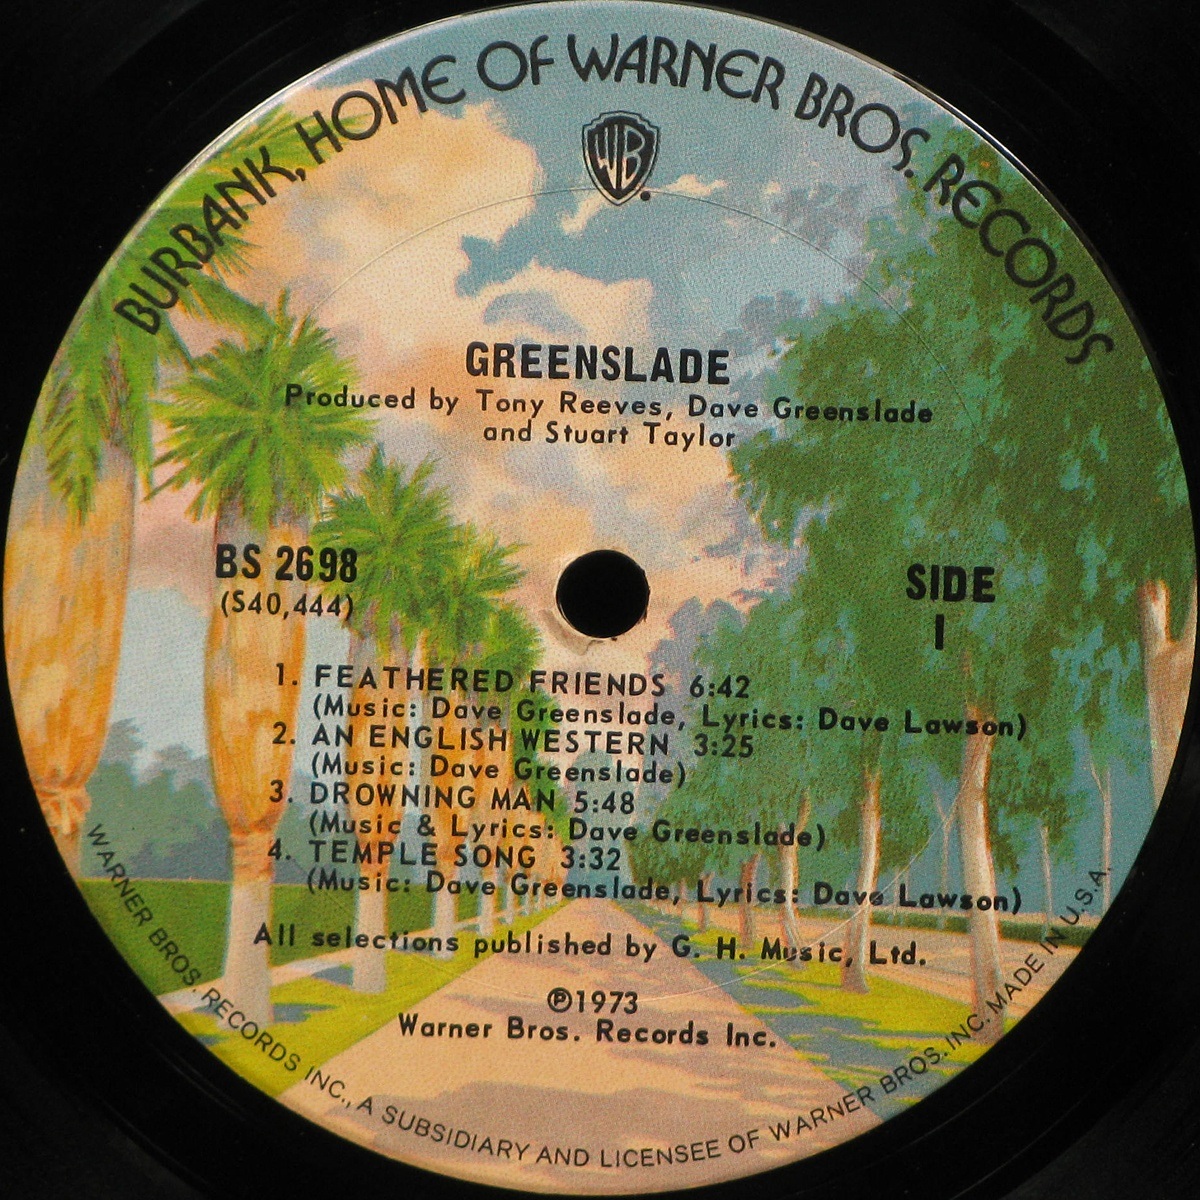 BURBANK, HOME OF WARNER BROS. RECORDS
WB
GREENSLADE
Produced by Tony Reeves, Dave Greenslade
and Stuart Taylor
BS 2698
(S40,444)
SIDE
1
1. FEATHERED FRIENDS 6:42
(Music: Dave Greenslade, Lyrics: Dave Lawson)
2. AN ENGLISH WESTERN 3:25
(Music: Dave Greenslade)
3. DROWNING MAN 5:48
(Music & Lyrics: Dave Greenslade)
4. TEMPLE SONG 3:32
(Music: Dave Greenslade, Lyrics: Dave Lawson)
All selections published by G. H. Music, Ltd.
℗1973
Warner Bros. Records Inc.
WARNER BROS. RECORDS INC., A SUBSIDIARY AND LICENSEE OF WARNER BROS. INC. MADE IN U.S.A.